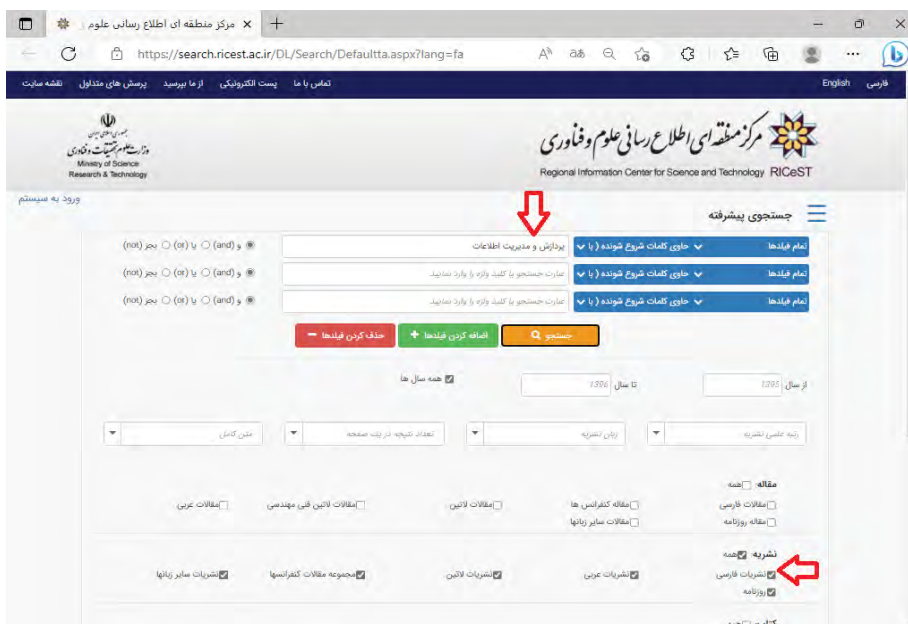 مرکز منطقه ای اطلاع رسانی علوم
https://search.ricest.ac.ir/DL/Search/Defaultta.aspx?lang=fa
فارسی English تماس با ما پست الکترونیکی از ما بپرسید پرسش های متداول نقشه سایت
مرکز منطقه‌ای اطلاع رسانی علوم و فناوری
Regional Information Center for Science and Technology RICeST
جمهوری اسلامی ایران
وزارت علوم، تحقیقات و فناوری
Ministry of Science
Research & Technology
ورود به سیستم
جستجوی پیشرفته
تمام فیلدها حاوی کلمات شروع شونده ( با پردازش و مدیریت اطلاعات و (and) یا (or) بجز (not)
تمام فیلدها حاوی کلمات شروع شونده ( با عبارت جستجو یا کلید واژه را وارد نمایید. و (and) یا (or) بجز (not)
تمام فیلدها حاوی کلمات شروع شونده ( با عبارت جستجو یا کلید واژه را وارد نمایید. و (and) یا (or) بجز (not)
جستجو اضافه کردن فیلدها + حذف کردن فیلدها −
از سال 1395 تا سال 1396 همه سال ها
رتبه علمی نشریه زبان نشریه تعداد نتیجه در یک صفحه متن کامل
مقاله همه
مقالات فارسی مقاله کنفرانس ها مقالات لاتین مقالات لاتین فنی مهندسی مقالات عربی
مقاله روزنامه مقالات سایر زبانها
نشریه همه
نشریات فارسی نشریات عربی نشریات لاتین مجموعه مقالات کنفرانسها نشریات سایر زبانها
روزنامه